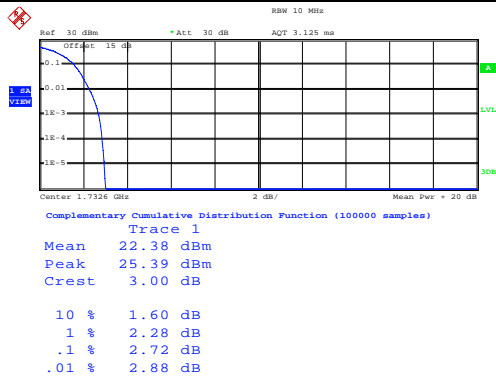 R S
RBW 10 MHz
Ref 30 dBm *Att 30 dB AQT 3.125 ms
Offset 15 dB
0.1
A
0.01
1 SA
VIEW
1E-3
LVL
1E-4
1E-5
3DB
Center 1.7326 GHz 2 dB/ Mean Pwr + 20 dB
Complementary Cumulative Distribution Function (100000 samples)
Trace 1
Mean 22.38 dBm
Peak 25.39 dBm
Crest 3.00 dB
10 % 1.60 dB
1 % 2.28 dB
.1 % 2.72 dB
.01 % 2.88 dB